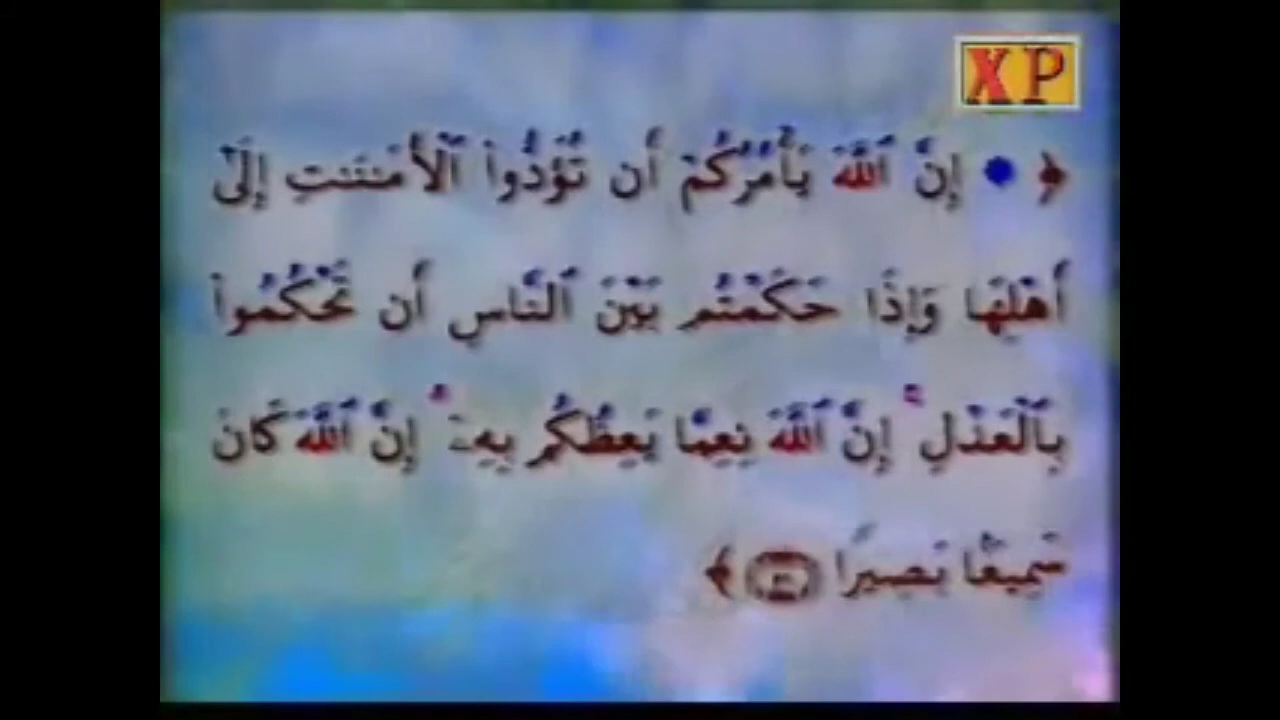 XP
﴿ إِنَّ ٱللَّهَ يَأْمُرُكُمْ أَن تُؤَدُّوا۟ ٱلْأَمَـٰنَـٰتِ إِلَىٰٓ
أَهْلِهَا وَإِذَا حَكَمْتُم بَيْنَ ٱلنَّاسِ أَن تَحْكُمُوا۟
بِٱلْعَدْلِ ۚ إِنَّ ٱللَّهَ نِعِمَّا يَعِظُكُم بِهِۦٓ ۗ إِنَّ ٱللَّهَ كَانَ
سَمِيعًۢا بَصِيرًا ﴾